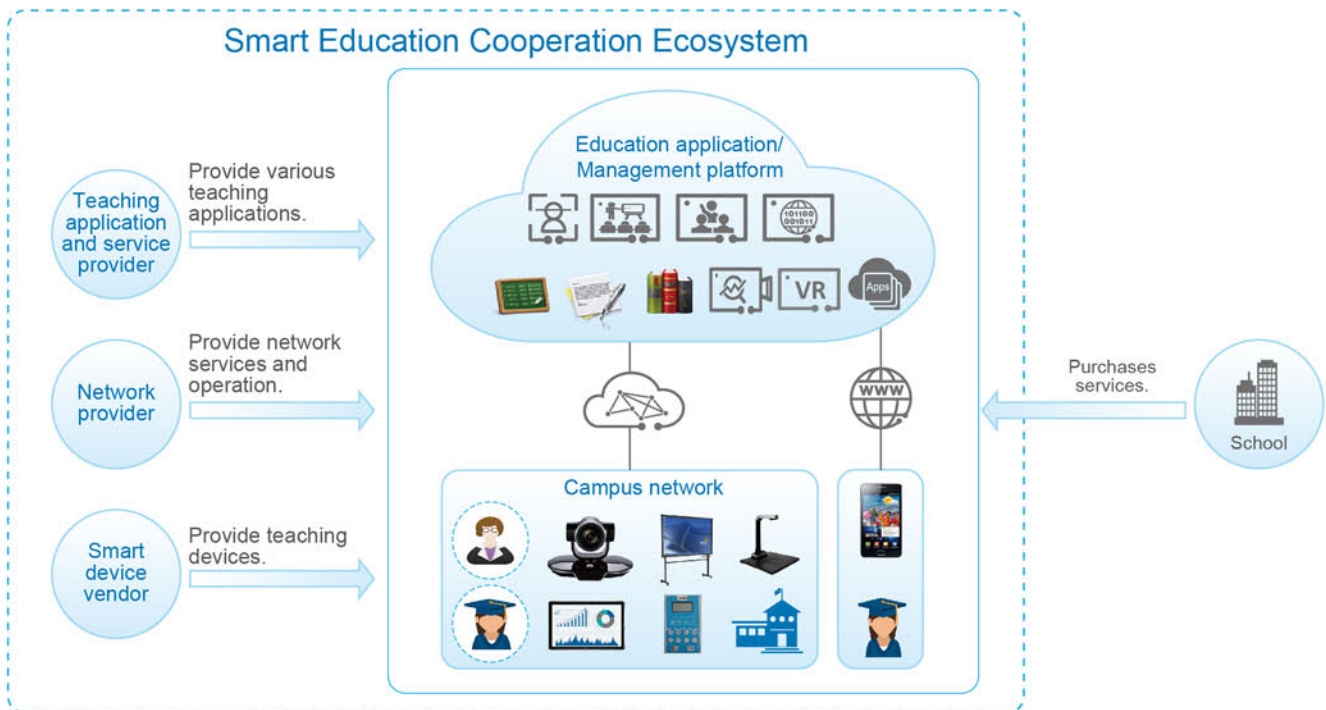 Smart Education Cooperation Ecosystem
Education application/
Management platform
101100
001011
VR
Apps
Teaching
application
and service
provider
Provide various
teaching
applications.
Network
provider
Provide network
services and
operation.
WWW
Purchases
services.
School
Campus network
Smart
device
vendor
Provide teaching
devices.